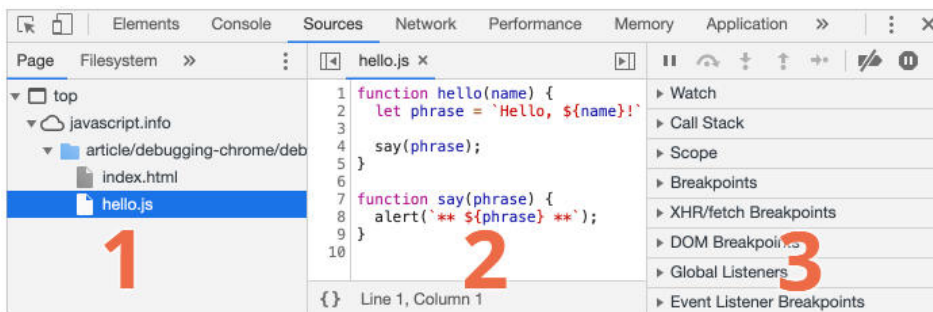 Elements Console Sources Network Performance Memory Application »
Page Filesystem »
top
javascript.info
article/debugging-chrome/deb
index.html
hello.js
1
hello.js ×
1 function hello(name) {
2   let phrase = `Hello, ${name}!`
3
4   say(phrase);
5 }
6
7 function say(phrase) {
8   alert(`** ${phrase} **`);
9 }
10
2
{} Line 1, Column 1
Watch
Call Stack
Scope
Breakpoints
XHR/fetch Breakpoints
DOM Breakpoints
Global Listeners
Event Listener Breakpoints
3